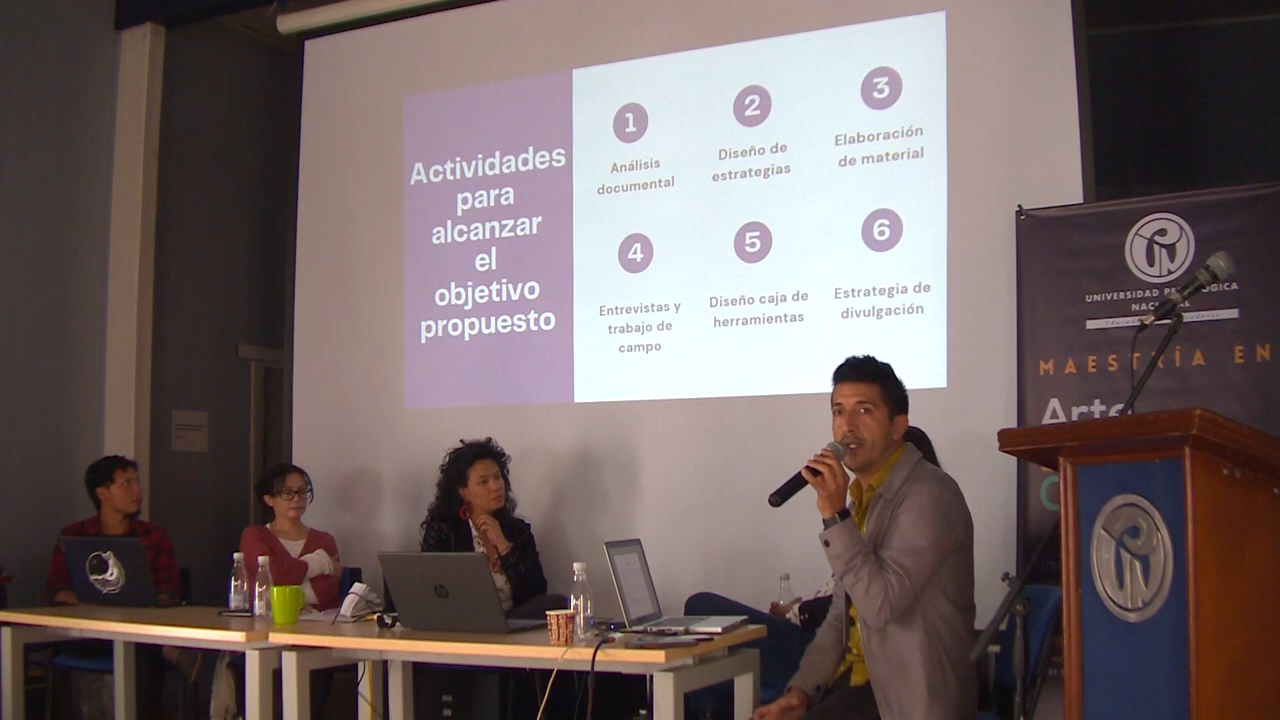 Actividades
para
alcanzar
el
objetivo
propuesto
1
Análisis
documental
2
Diseño de
estrategias
3
Elaboración
de material
4
Entrevistas y
trabajo de
campo
5
Diseño caja de
herramientas
6
Estrategia de
divulgación
UNIVERSIDAD
NACIONAL
MAESTRÍA EN
Arte
hp